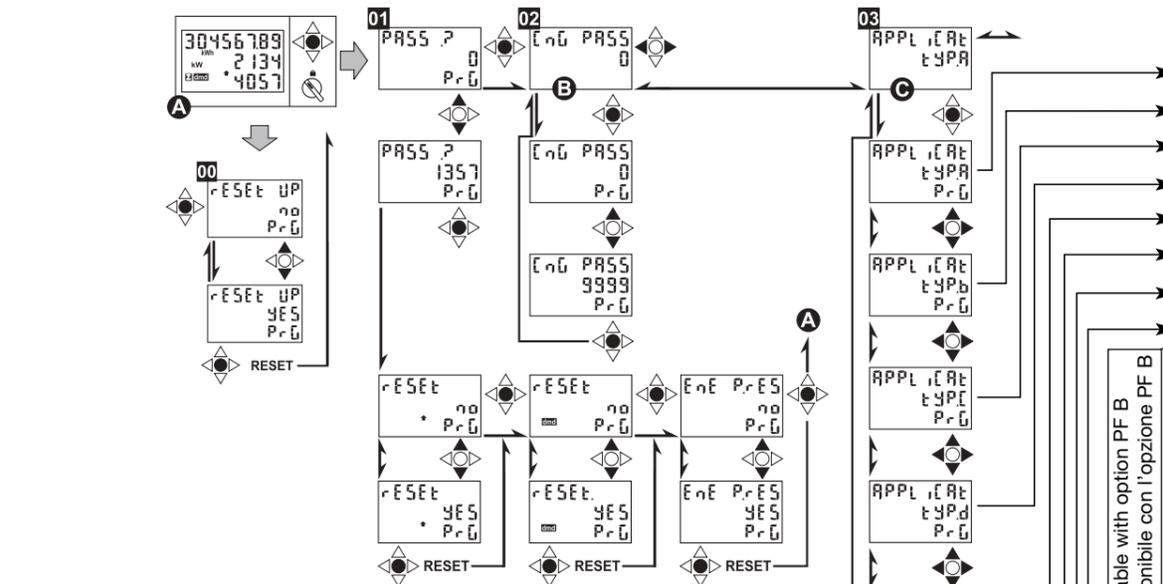 304567.89
kWh
kW 2134
Σ dmd * 4057
A
00
rESEt UP
no
PrG
rESEt UP
YES
PrG
RESET
01
PASS .?
0
PrG
PASS .?
1357
PrG
rESEt
no
* PrG
rESEt
YES
* PrG
RESET
02
CnG PASS
0
B
CnG PASS
0
PrG
CnG PASS
9999
PrG
rESEt
no
dmd PrG
rESEt.
YES
dmd PrG
RESET
EnE P.rES
no
PrG
EnE P.rES
YES
PrG
RESET
A
03
APPLiCAt
tYP.A
C
APPLiCAt
tYP.A
PrG
APPLiCAt
tYP.b
PrG
APPLiCAt
tYP.C
PrG
APPLiCAt
tYP.d
PrG
with option PF B
con l'opzione PF B